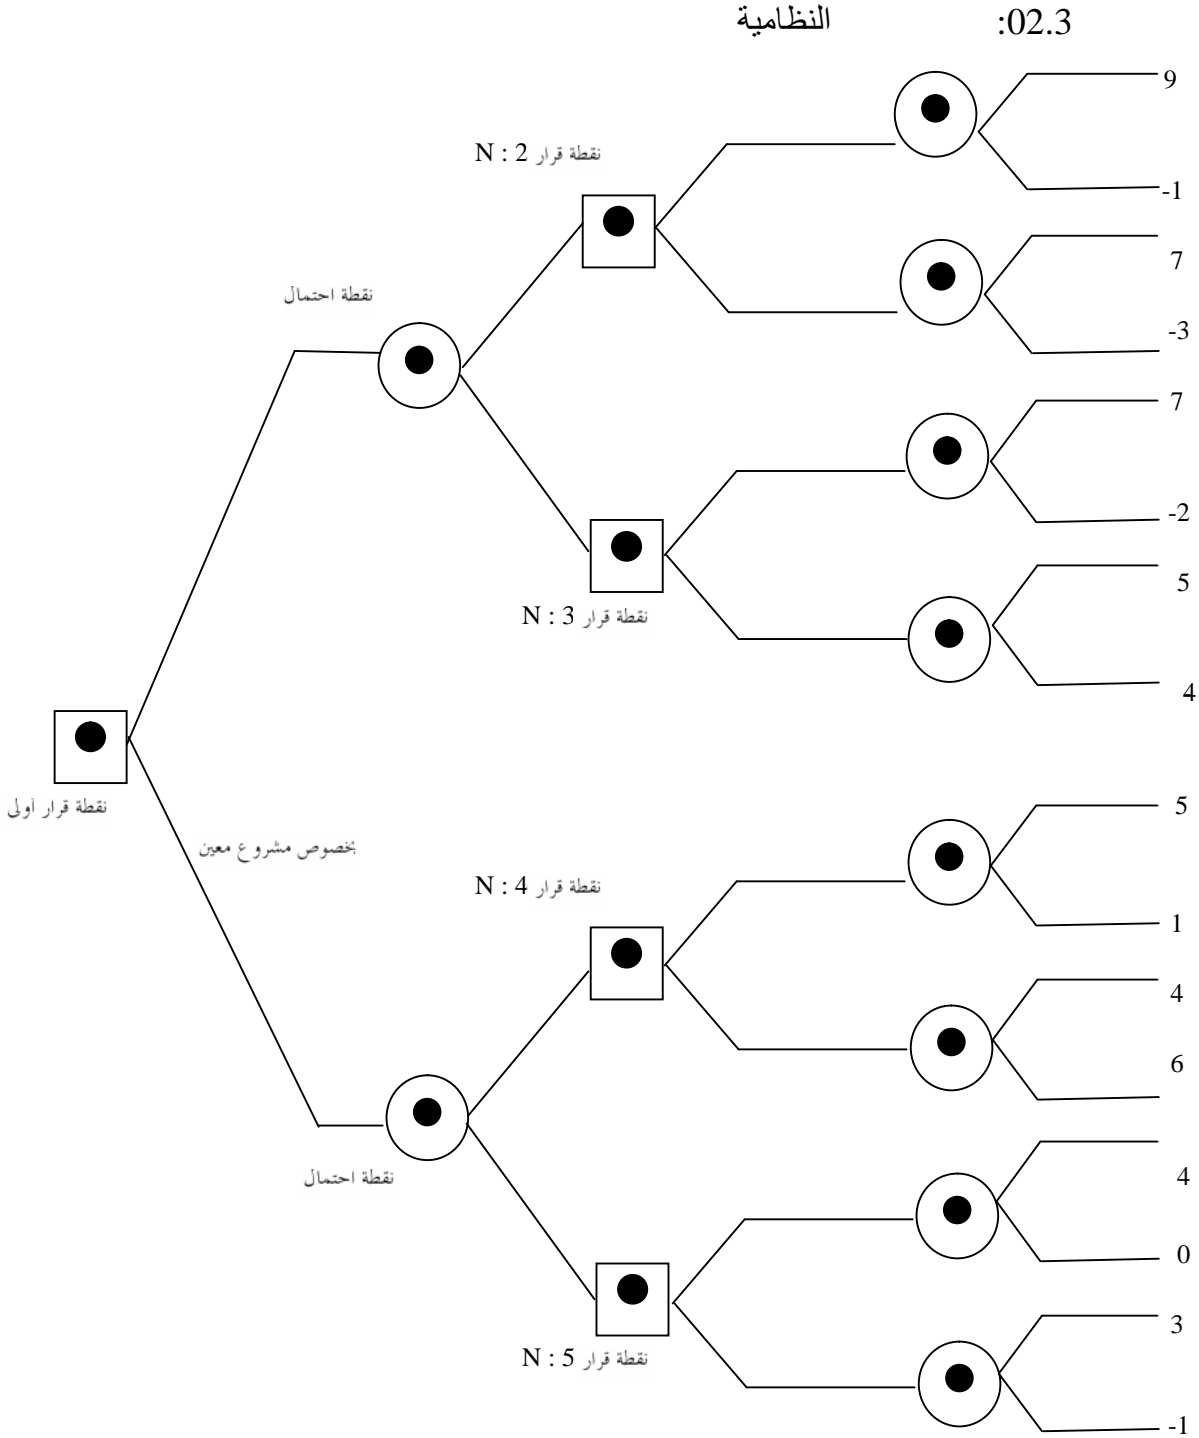 02.3: النظامية
9
نقطة قرار N : 2
-1
7
نقطة احتمال
-3
7
-2
5
نقطة قرار N : 3
4
نقطة قرار أولى
5
بخصوص مشروع معين
نقطة قرار N : 4
1
4
6
نقطة احتمال
4
0
3
نقطة قرار N : 5
-1